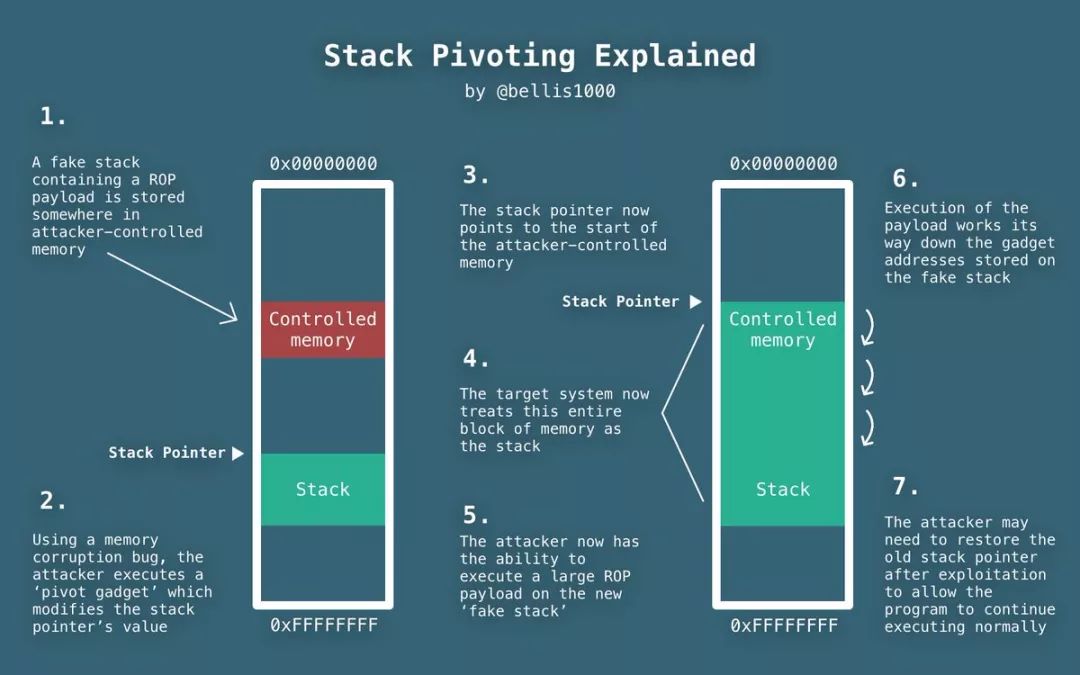 Stack Pivoting Explained
by @bellis1000
1.
A fake stack
containing a ROP
payload is stored
somewhere in
attacker–controlled
memory
0x00000000
Controlled
memory
Stack Pointer
Stack
0xFFFFFFFF
2.
Using a memory
corruption bug, the
attacker executes a
‘pivot gadget’ which
modifies the stack
pointer’s value
3.
The stack pointer now
points to the start of
the attacker–controlled
memory
Stack Pointer
4.
The target system now
treats this entire
block of memory as
the stack
5.
The attacker now has
the ability to
execute a large ROP
payload on the new
‘fake stack’
0x00000000
Controlled
memory
Stack
0xFFFFFFFF
6.
Execution of the
payload works its
way down the gadget
addresses stored on
the fake stack
7.
The attacker may
need to restore the
old stack pointer
after exploitation
to allow the
program to continue
executing normally